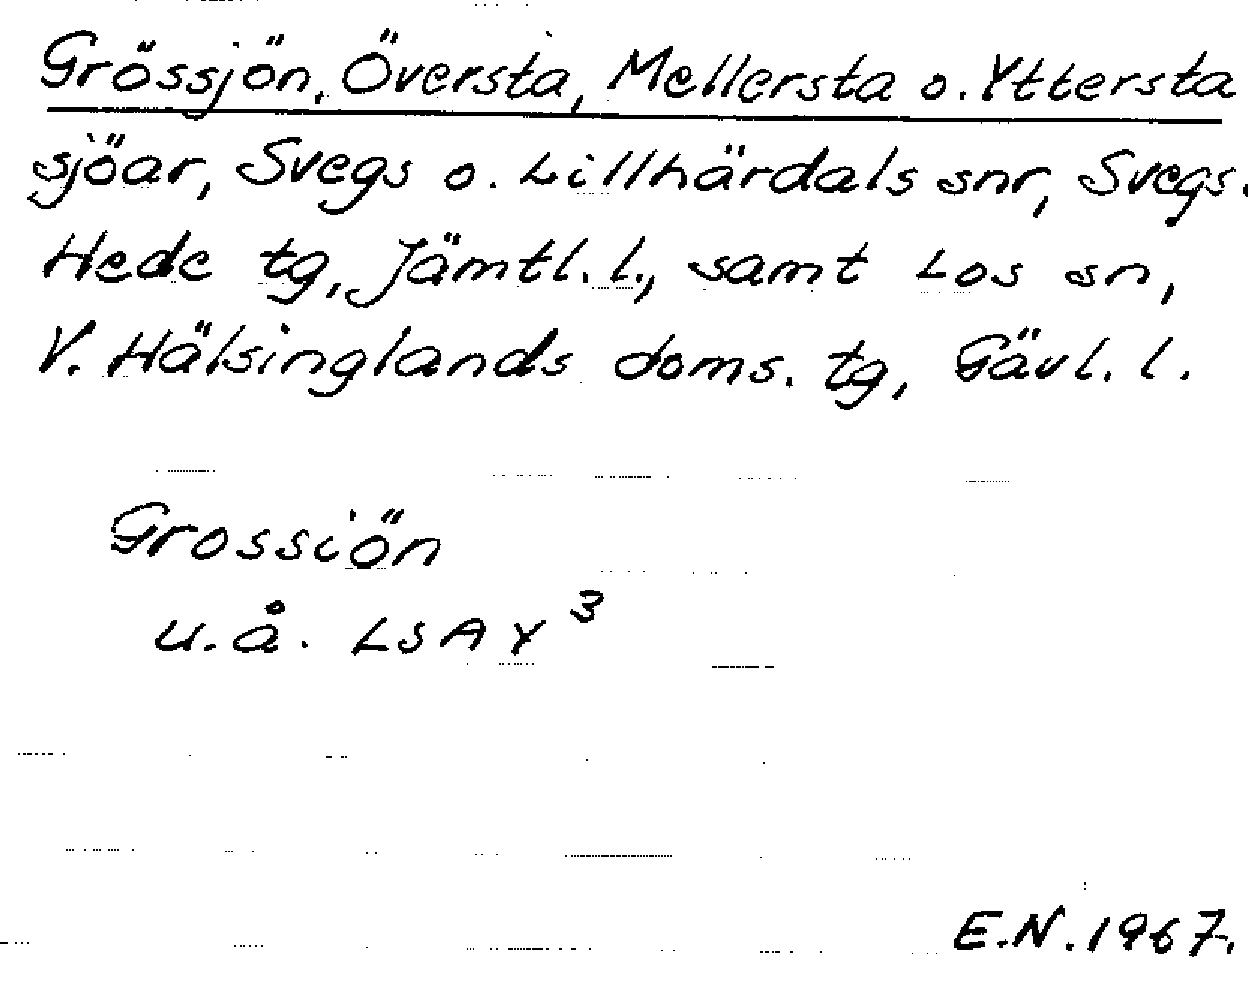 Grössjön, Översta, Mellersta o. Yttersta
sjöar, Svegs o. Lillhärdals snr, Svegs.
Hede tg, Jämtl. l., samt Los sn,
V. Hälsinglands doms. tg, Gävl. l.
Grossiön
u.å. LSA Y 3
E.N. 1967.